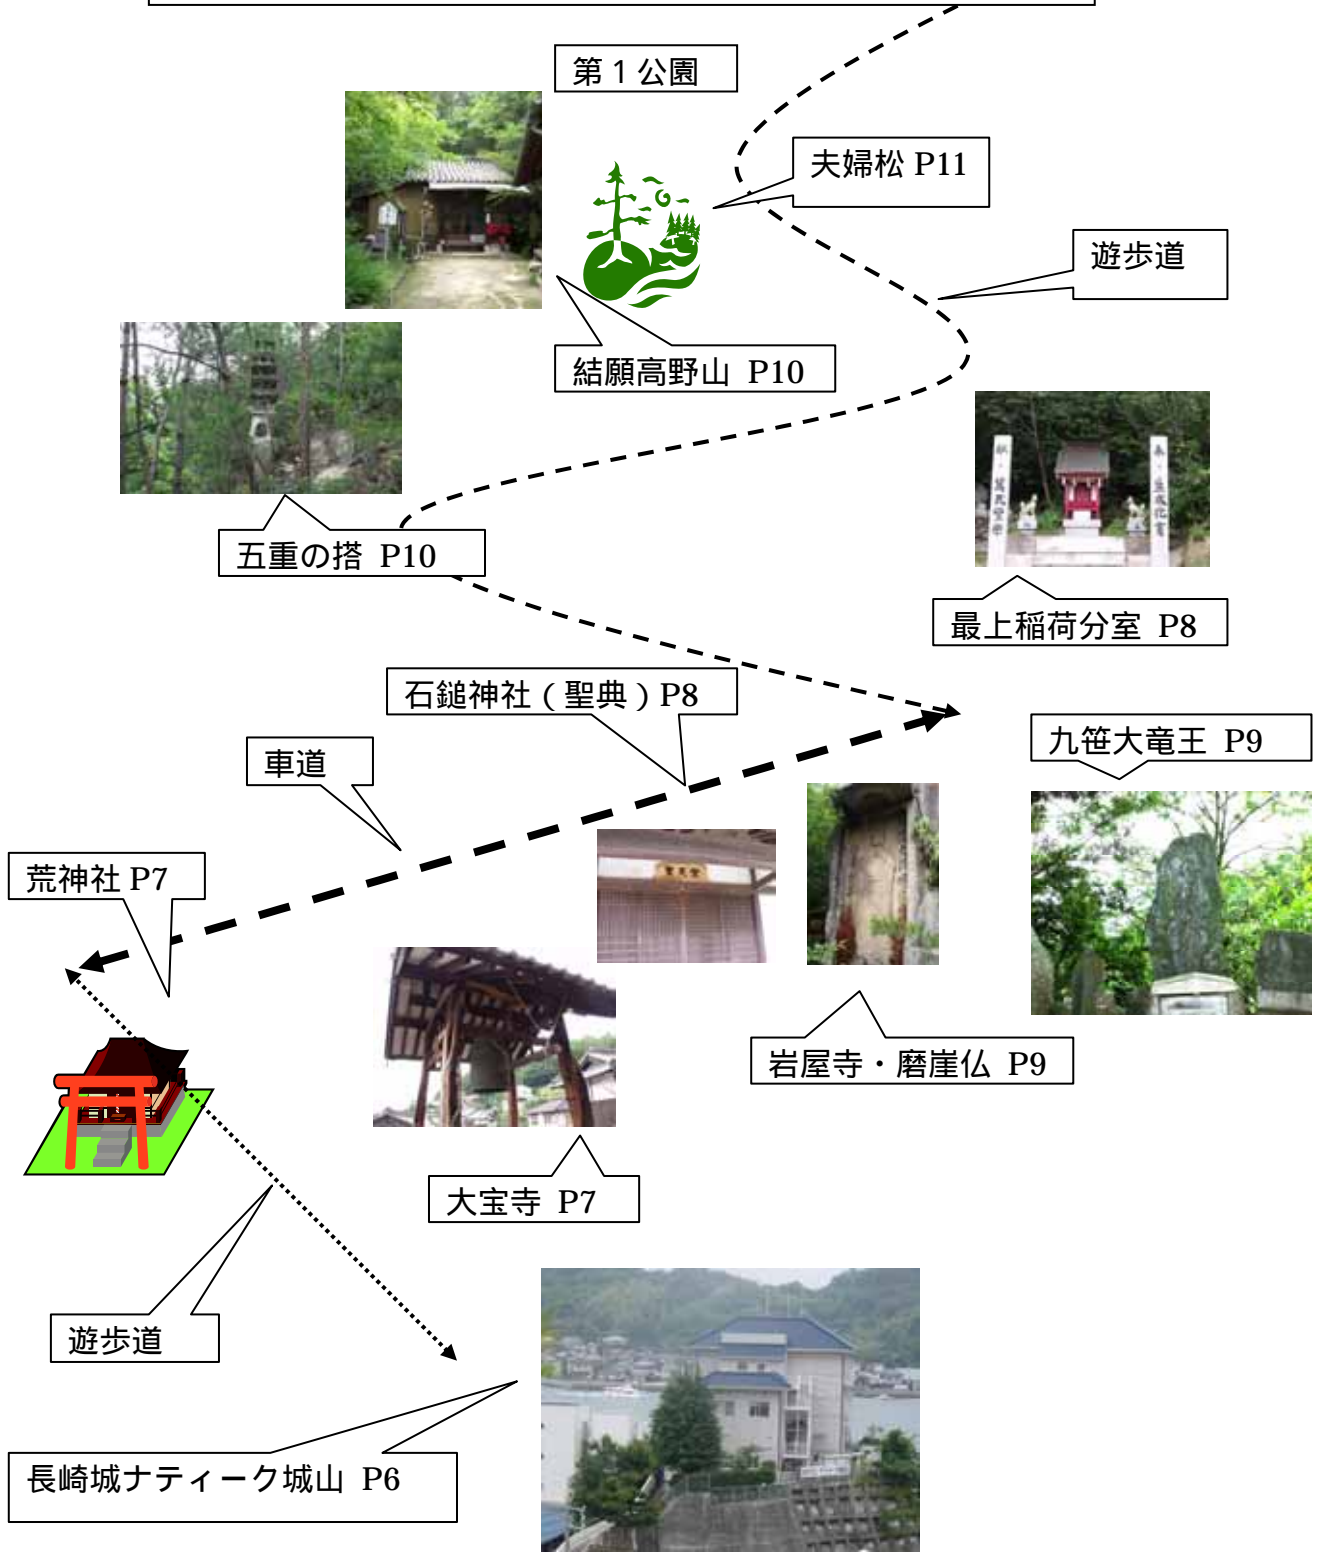 第1公園
夫婦松 P11
遊歩道
結願高野山 P10
五重の搭 P10
最上稲荷分室 P8
石鎚神社(聖典)P8
九笹大竜王 P9
車道
荒神社 P7
岩屋寺・磨崖仏 P9
大宝寺 P7
遊歩道
長崎城ナティーク城山 P6